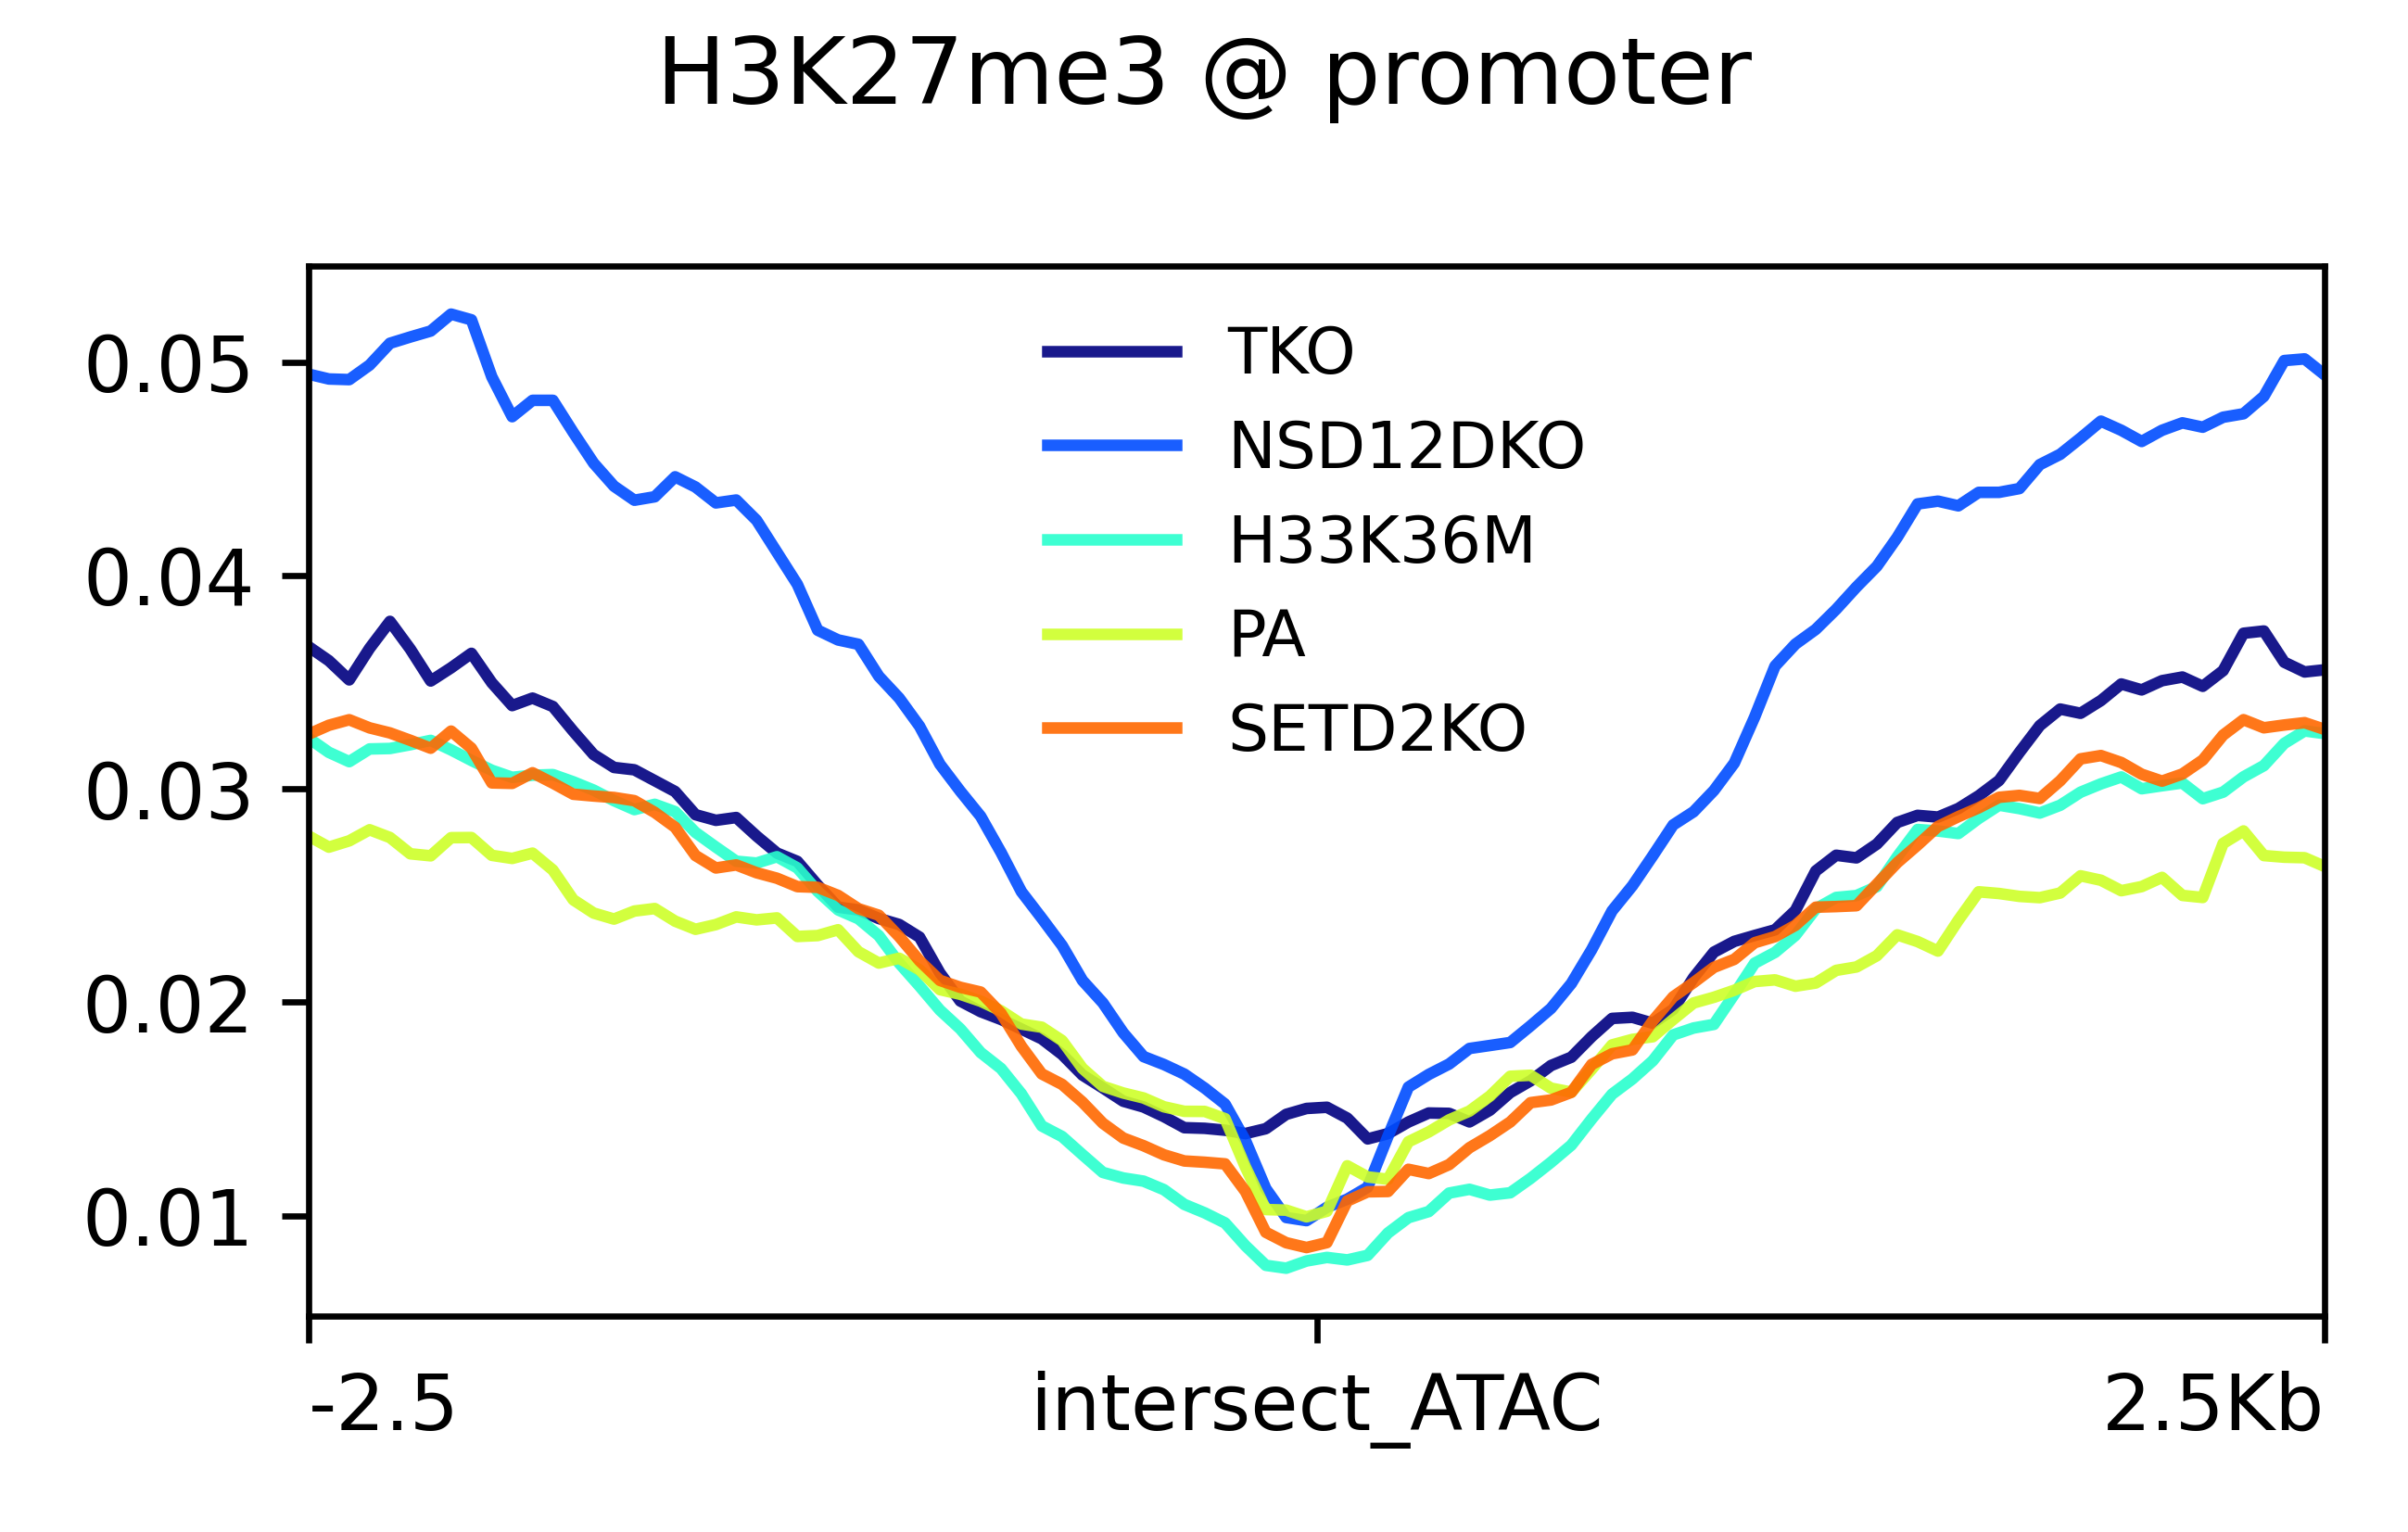 H3K27me3 @ promoter
0.05
0.04
0.03
0.02
0.01
TKO
NSD12DKO
H33K36M
PA
SETD2KO
-2.5
intersect_ATAC
2.5Kb